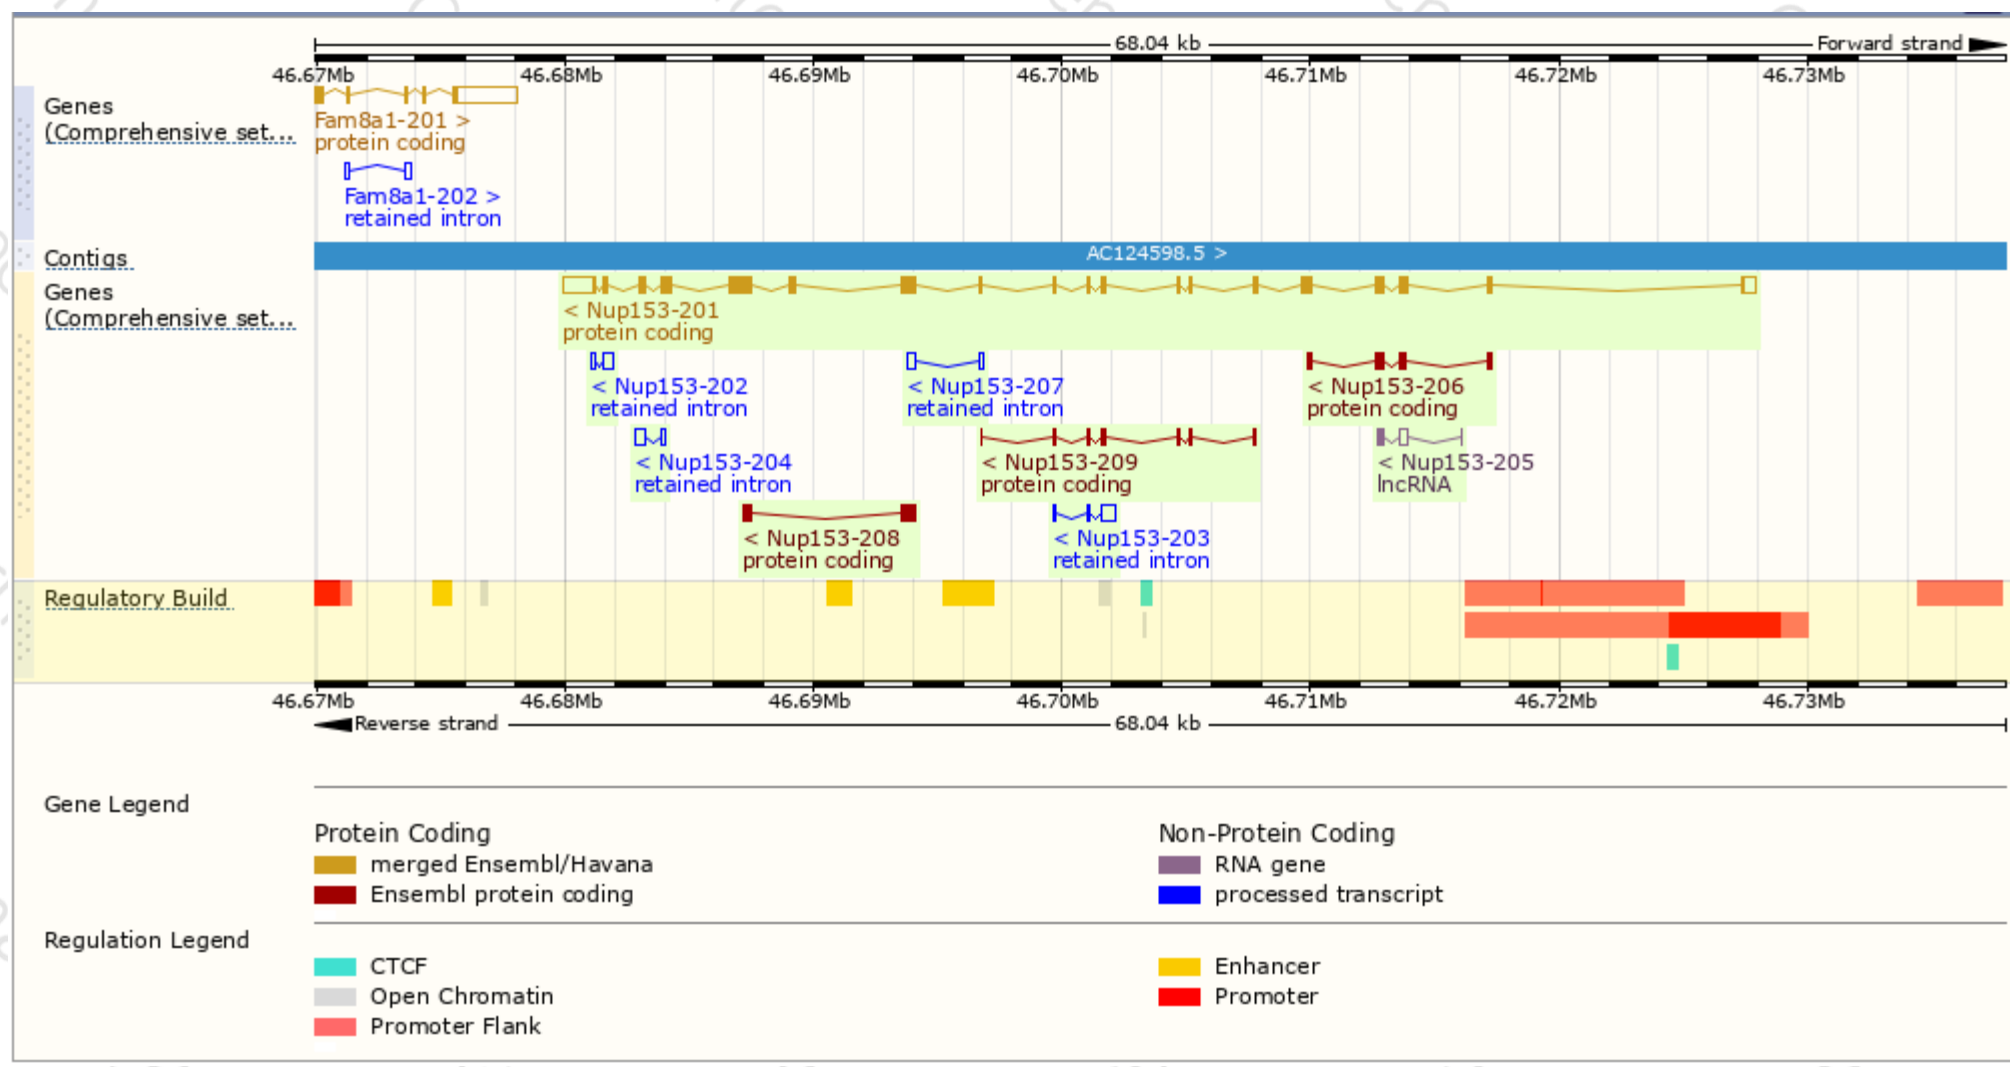 68.04 kb Forward strand
46.67Mb 46.68Mb 46.69Mb 46.70Mb 46.71Mb 46.72Mb 46.73Mb
Genes
(Comprehensive set...
Fam8a1-201 >
protein coding
Fam8a1-202 >
retained intron
Contigs
AC124598.5 >
Genes
(Comprehensive set...
< Nup153-201
protein coding
< Nup153-202 < Nup153-207 < Nup153-206
retained intron retained intron protein coding
< Nup153-204 < Nup153-209 < Nup153-205
retained intron protein coding lncRNA
< Nup153-208 < Nup153-203
protein coding retained intron
Regulatory Build
46.67Mb 46.68Mb 46.69Mb 46.70Mb 46.71Mb 46.72Mb 46.73Mb
Reverse strand 68.04 kb
Gene Legend
Protein Coding Non-Protein Coding
merged Ensembl/Havana RNA gene
Ensembl protein coding processed transcript
Regulation Legend
CTCF Enhancer
Open Chromatin Promoter
Promoter Flank